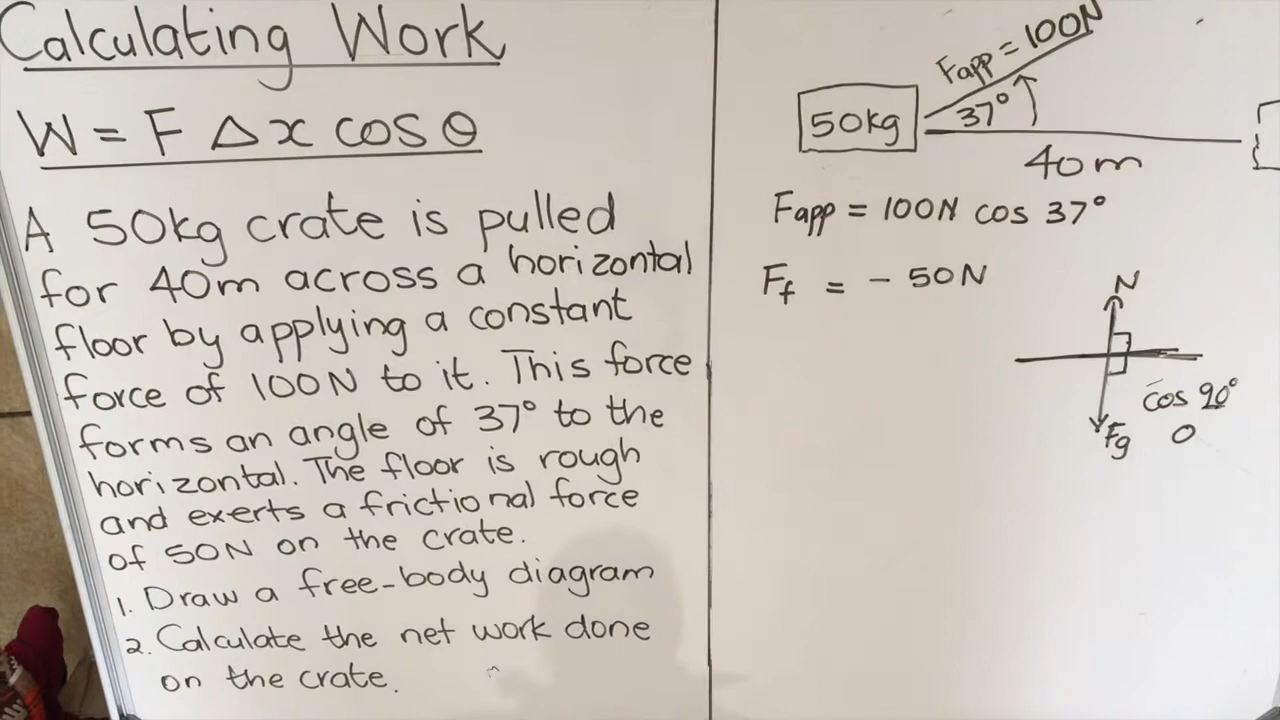 Calculating Work
W = F Δx cos θ
A 50kg crate is pulled
for 40m across a horizontal
floor by applying a constant
force of 100N to it. This force
forms an angle of 37° to the
horizontal. The floor is rough
and exerts a frictional force
of 50N on the crate.
1. Draw a free-body diagram
2. Calculate the net work done
on the crate.
Fapp = 100N
50kg
37°
40m
Fapp = 100N cos 37°
Ff = - 50N
N
cos 90°
Fg
0